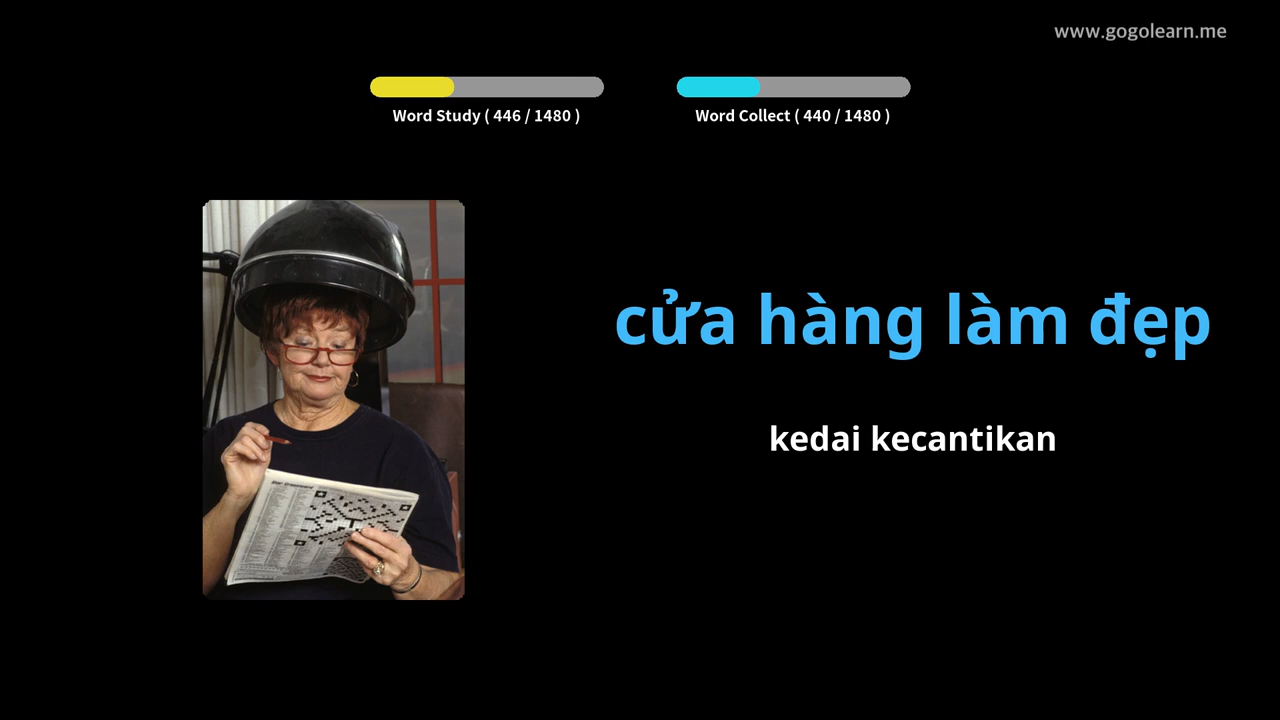 www.gogolearn.me
Word Study ( 446 / 1480 )
Word Collect ( 440 / 1480 )
cửa hàng làm đẹp
kedai kecantikan